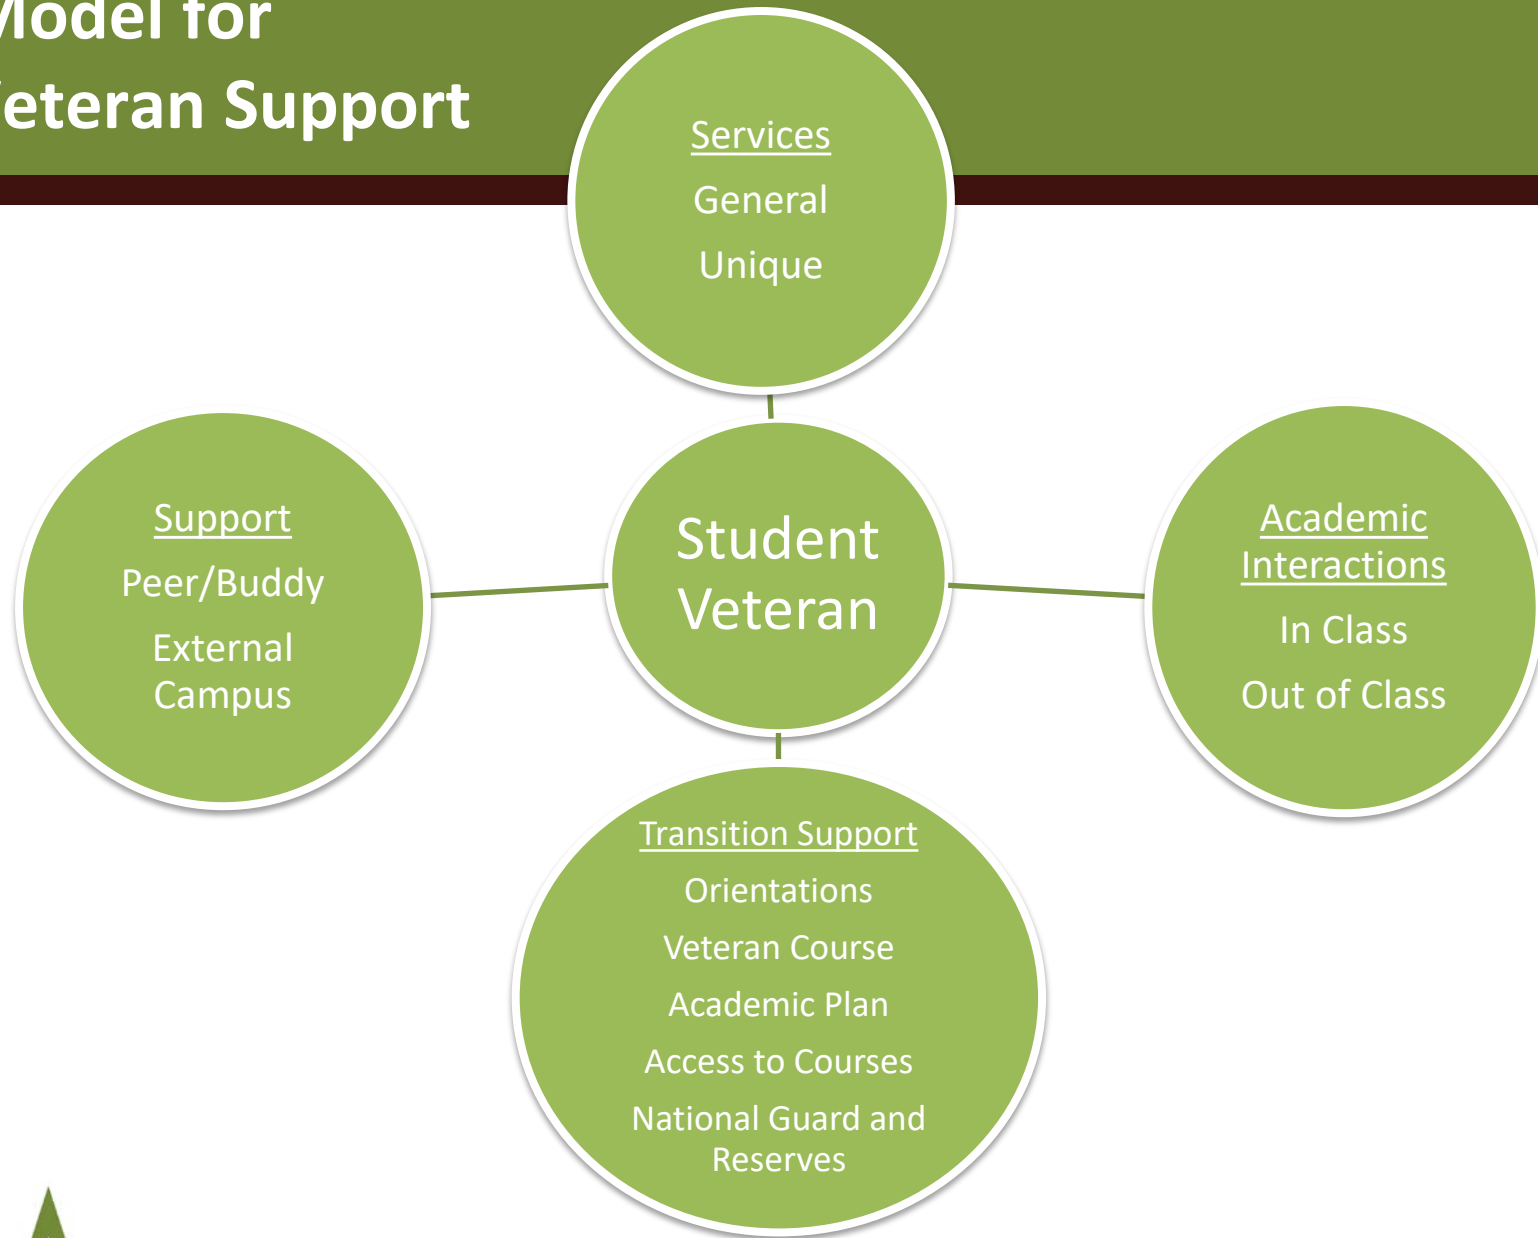 Model for
Veteran Support
Services
General
Unique
Support
Peer/Buddy
External
Campus
Student
Veteran
Academic
Interactions
In Class
Out of Class
Transition Support
Orientations
Veteran Course
Academic Plan
Access to Courses
National Guard and
Reserves